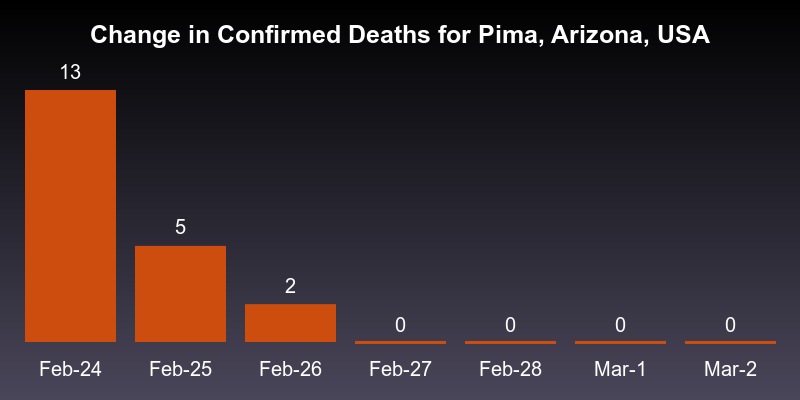 Change in Confirmed Deaths for Pima, Arizona, USA
13
5
2
0
0
0
0
Feb-24
Feb-25
Feb-26
Feb-27
Feb-28
Mar-1
Mar-2